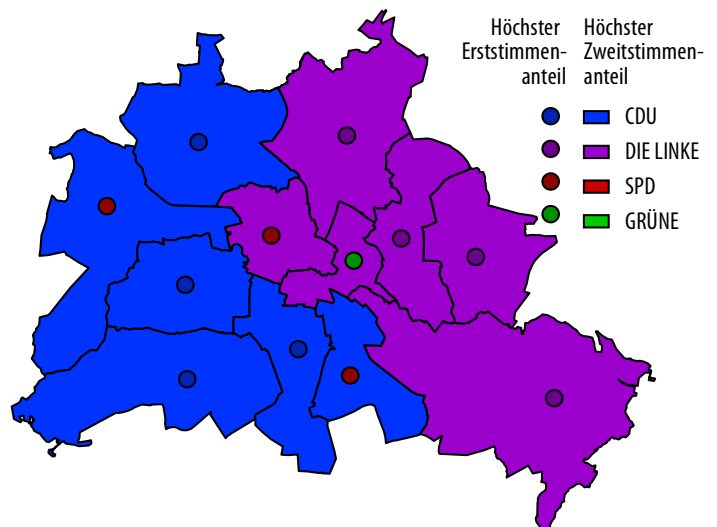 Höchster
Erststimmen-
anteil
Höchster
Zweitstimmen-
anteil
CDU
DIE LINKE
SPD
GRÜNE